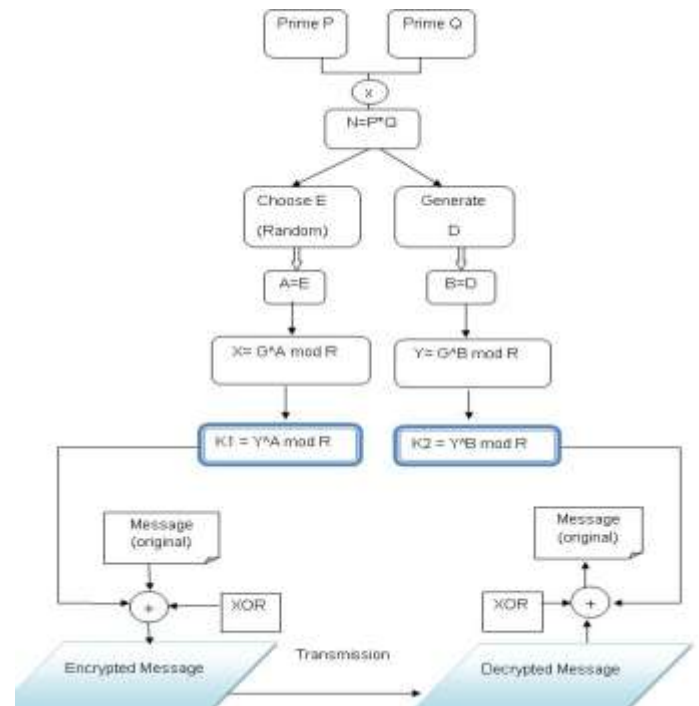 Prime P
Prime Q
x
N=P*Q
Choose E
(Random)
Generate
D
A=E
B=D
X= G^A mod R
Y= G^B mod R
K1 = Y^A mod R
K2 = Y^B mod R
Message
(original)
Message
(original)
+
XOR
XOR
+
Encrypted Message
Transmission
Decrypted Message